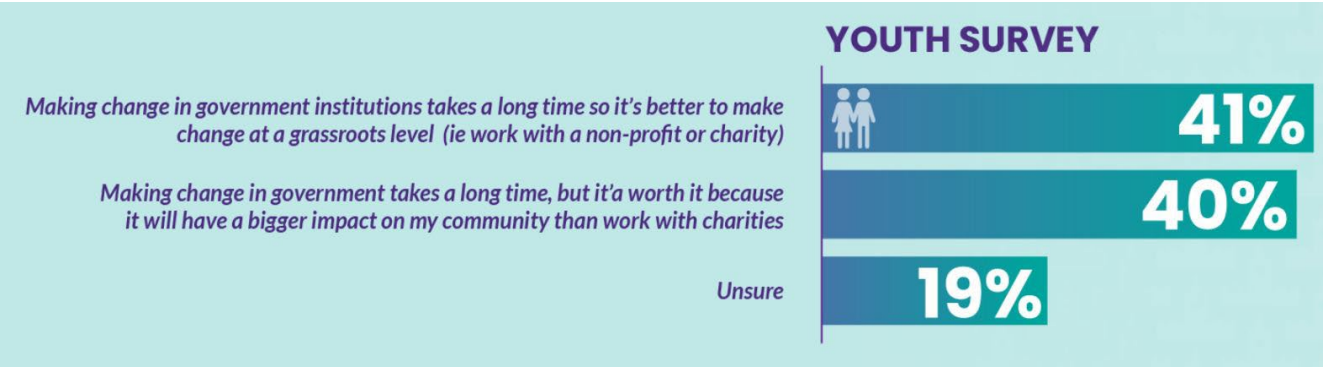 YOUTH SURVEY
Making change in government institutions takes a long time so it's better to make
change at a grassroots level (ie work with a non-profit or charity)
41%
Making change in government takes a long time, but it'a worth it because
it will have a bigger impact on my community than work with charities
40%
Unsure
19%